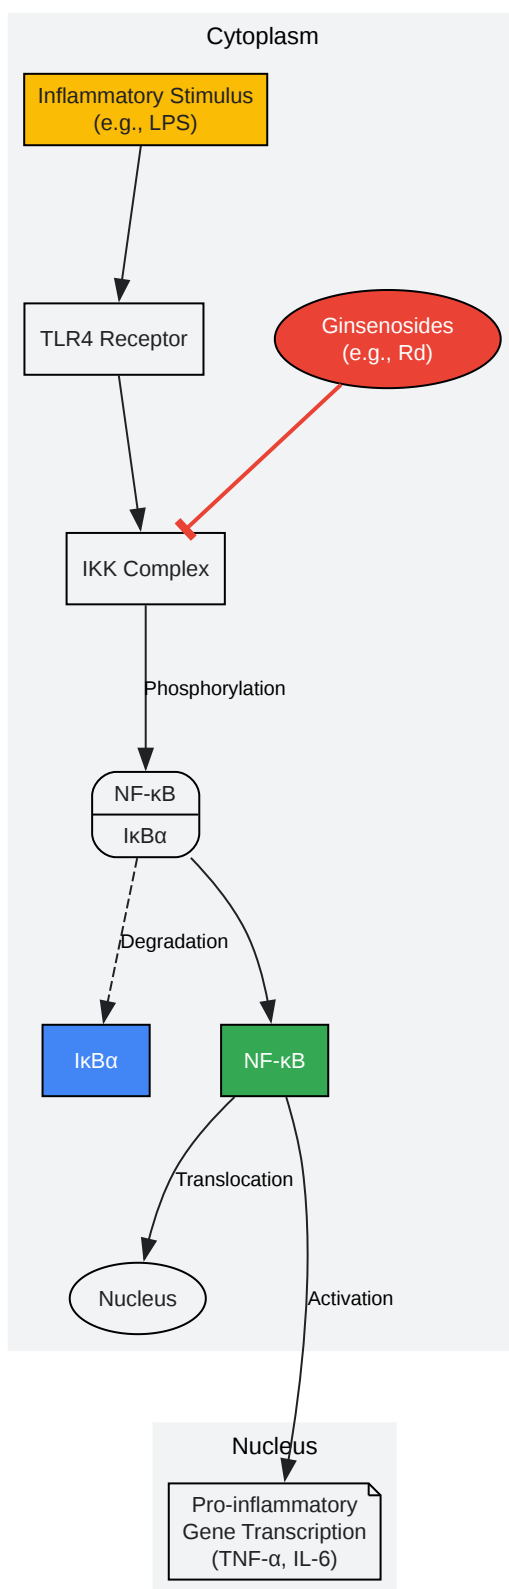 Cytoplasm
Inflammatory Stimulus
(e.g., LPS)
TLR4 Receptor
Ginsenosides
(e.g., Rd)
IKK Complex
Phosphorylation
NF-κB
IκBα
Degradation
IκBα
NF-κB
Translocation
Nucleus
Activation
Nucleus
Pro-inflammatory
Gene Transcription
(TNF-α, IL-6)